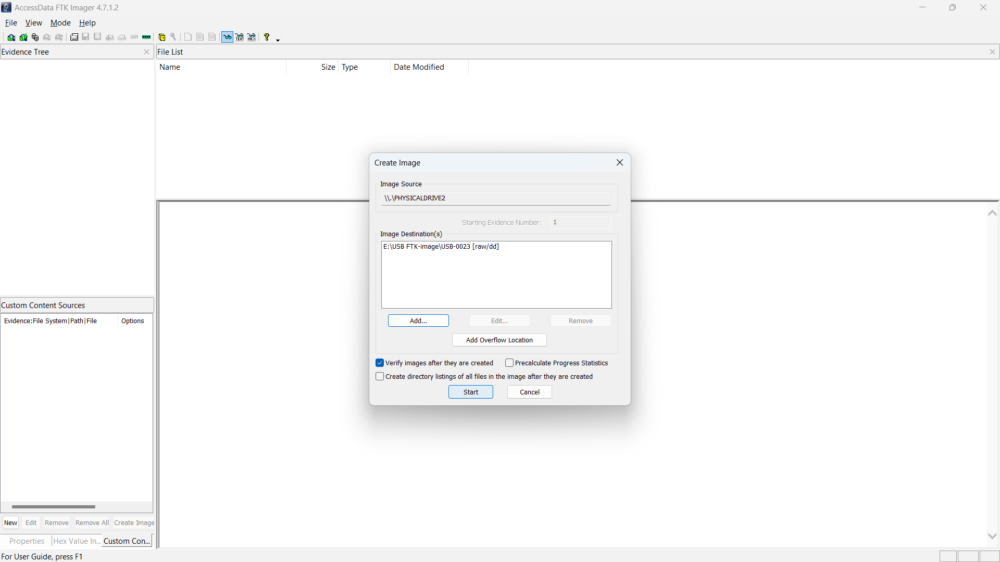 AccessData FTK Imager 4.7.1.2
File View Mode Help
TEXT HEX
Evidence Tree
File List
Name Size Type Date Modified
Create Image
Image Source
\\.\PHYSICALDRIVE2
Starting Evidence Number: 1
Image Destination(s)
E:\USB FTK-image\USB-0023 [raw/dd]
Add... Edit... Remove
Add Overflow Location
Verify images after they are created Precalculate Progress Statistics
Create directory listings of all files in the image after they are created
Start Cancel
Custom Content Sources
Evidence:File System|Path|File Options
New Edit Remove Remove All Create Image
Properties Hex Value In... Custom Con...
For User Guide, press F1